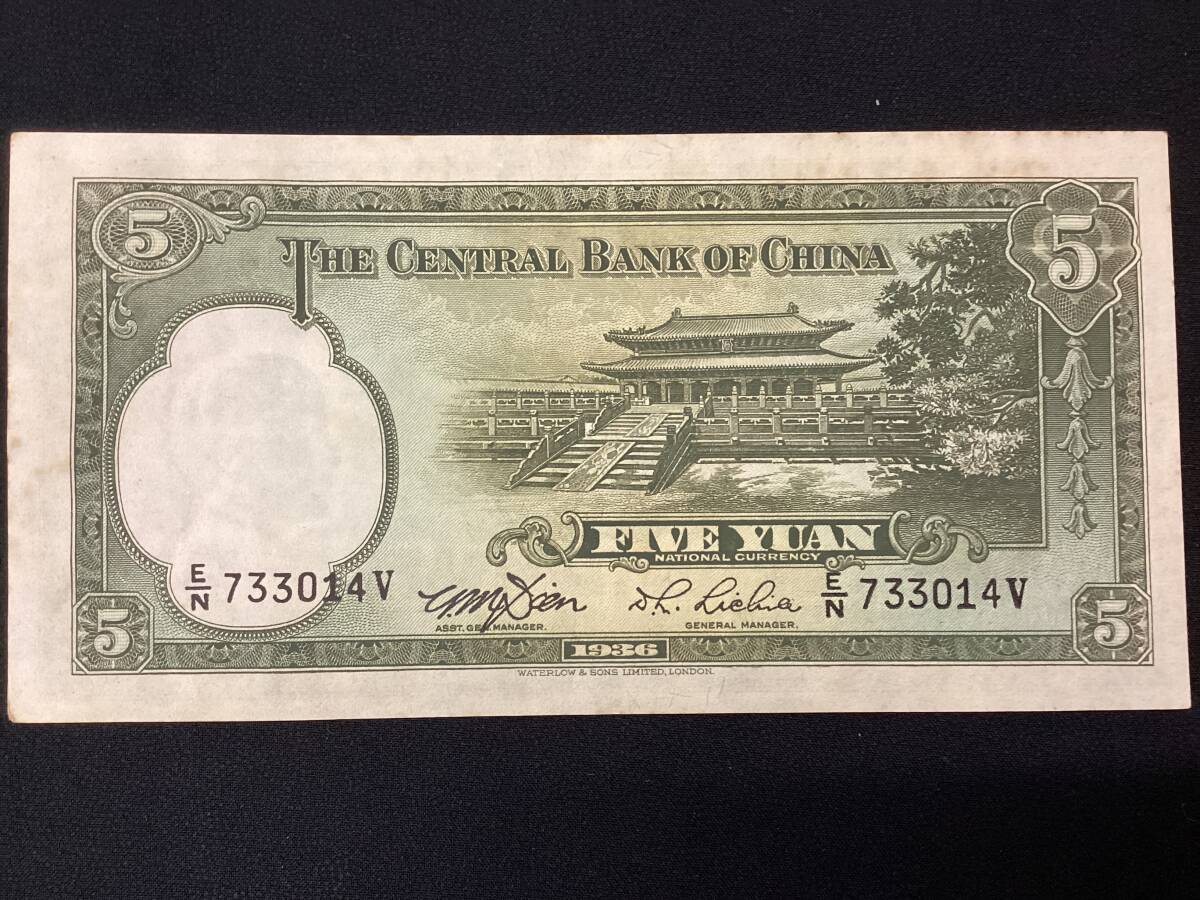 5
5
THE CENTRAL BANK OF CHINA
FIVE YUAN
NATIONAL CURRENCY
E/N 733014V
E/N 733014V
ASST. GEN. MANAGER.
GENERAL MANAGER.
5
5
1936
WATERLOW & SONS LIMITED, LONDON.